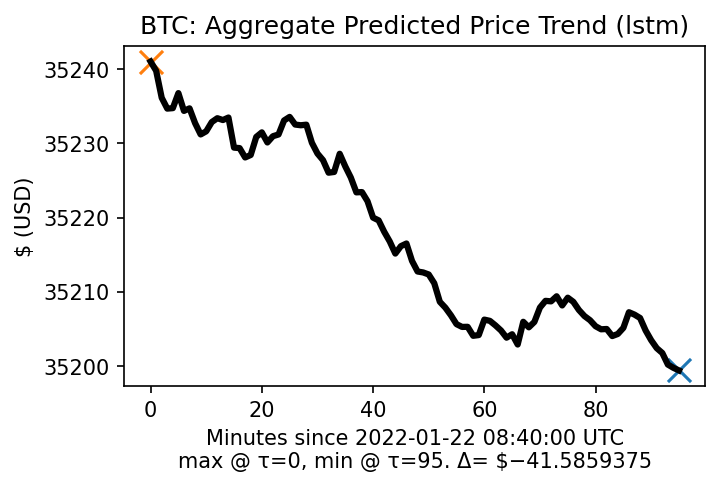 BTC: Aggregate Predicted Price Trend (lstm)
$ (USD)
35240
35230
35220
35210
35200
0 20 40 60 80
Minutes since 2022-01-22 08:40:00 UTC
max @ τ=0, min @ τ=95. Δ= $−41.5859375